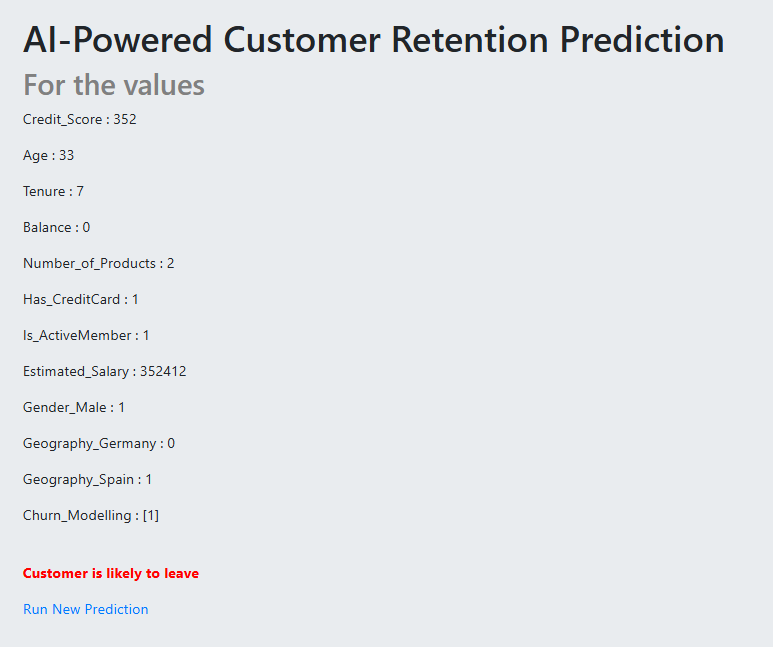 AI-Powered Customer Retention Prediction
For the values
Credit_Score : 352
Age : 33
Tenure : 7
Balance : 0
Number_of_Products : 2
Has_CreditCard : 1
Is_ActiveMember : 1
Estimated_Salary : 352412
Gender_Male : 1
Geography_Germany : 0
Geography_Spain : 1
Churn_Modelling : [1]
Customer is likely to leave
Run New Prediction